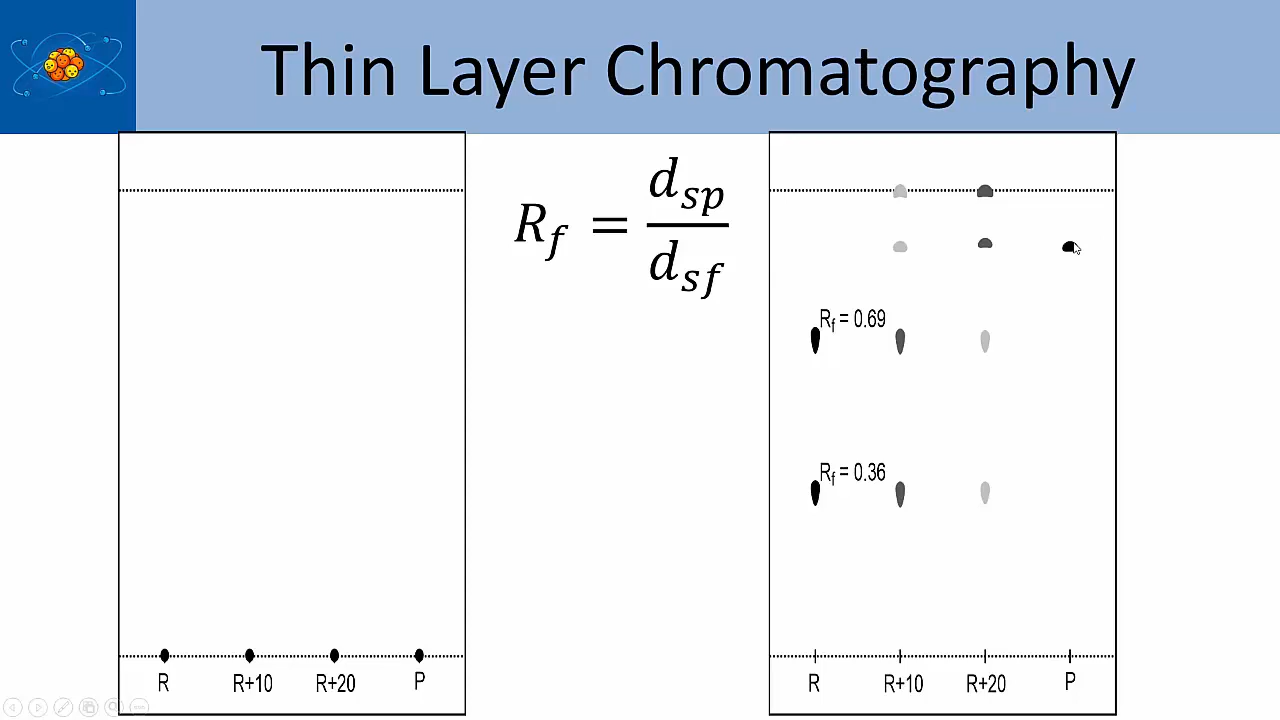 Thin Layer Chromatography
R_f = d_sp / d_sf
R_f = 0.69
R_f = 0.36
R R+10 R+20 P
R R+10 R+20 P